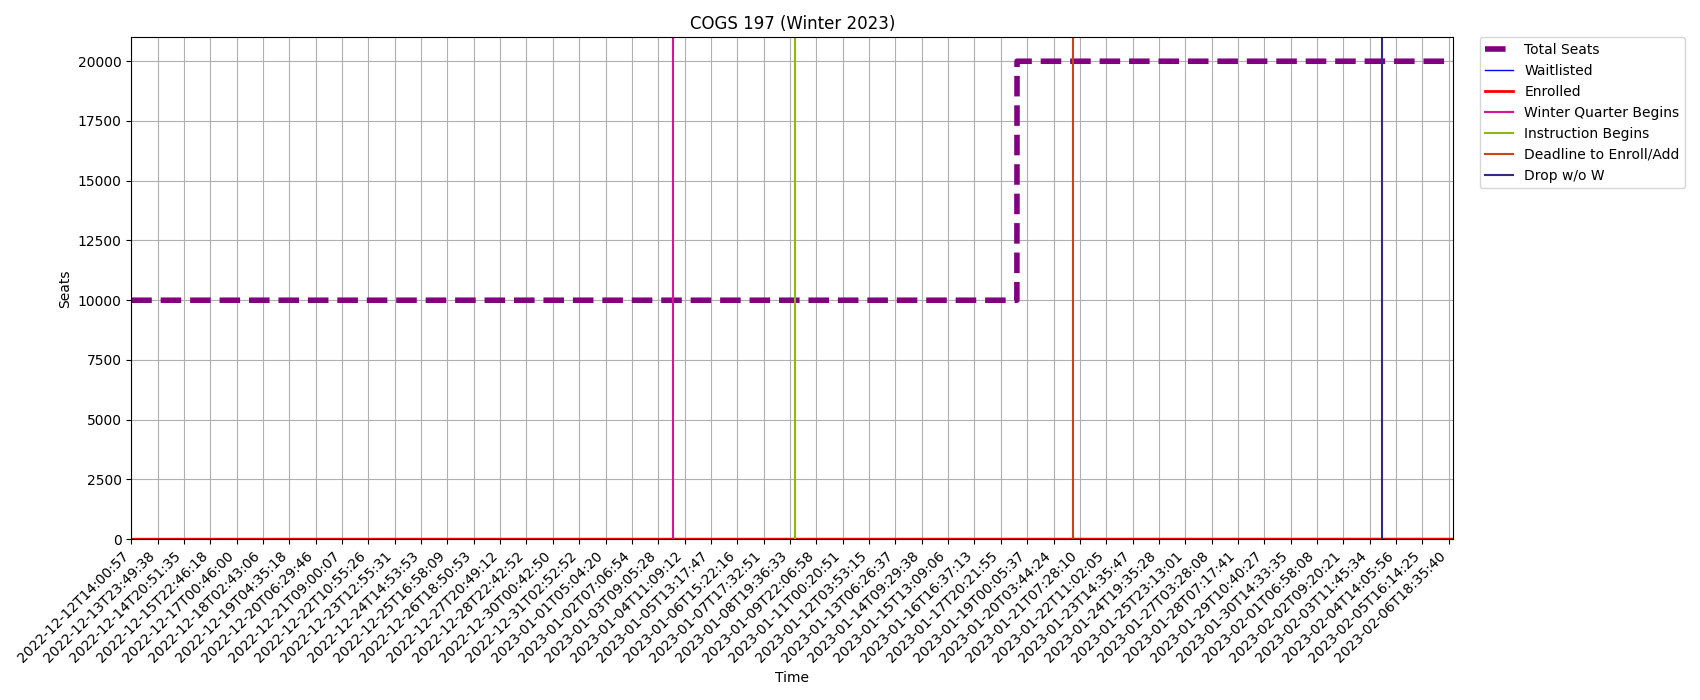 COGS 197 (Winter 2023)
Total Seats
Waitlisted
Enrolled
Winter Quarter Begins
Instruction Begins
Deadline to Enroll/Add
Drop w/o W
Seats
20000
17500
15000
12500
10000
7500
5000
2500
0
2022-12-12T14:00:57
2022-12-13T23:49:38
2022-12-14T20:51:35
2022-12-15T22:46:18
2022-12-17T00:46:00
2022-12-18T02:43:06
2022-12-19T04:35:18
2022-12-20T06:29:46
2022-12-21T09:00:07
2022-12-22T10:55:26
2022-12-23T12:55:31
2022-12-24T14:53:53
2022-12-25T16:58:09
2022-12-26T18:50:53
2022-12-27T20:49:12
2022-12-28T22:42:52
2022-12-30T00:42:50
2022-12-31T02:52:52
2023-01-01T05:04:20
2023-01-02T07:06:54
2023-01-03T09:05:28
2023-01-04T11:09:12
2023-01-05T13:17:47
2023-01-06T15:22:16
2023-01-07T17:32:51
2023-01-08T19:36:33
2023-01-09T22:06:58
2023-01-11T00:20:51
2023-01-12T03:53:15
2023-01-13T06:26:37
2023-01-14T09:29:38
2023-01-15T13:09:06
2023-01-16T16:37:13
2023-01-17T20:21:55
2023-01-19T00:05:37
2023-01-20T03:44:24
2023-01-21T07:28:10
2023-01-22T11:02:05
2023-01-23T14:35:47
2023-01-24T19:35:28
2023-01-25T23:13:01
2023-01-27T03:28:08
2023-01-28T07:17:41
2023-01-29T10:40:27
2023-01-30T14:33:35
2023-02-01T06:58:08
2023-02-02T09:20:21
2023-02-03T11:45:34
2023-02-04T14:05:56
2023-02-05T16:14:25
2023-02-06T18:35:40
Time